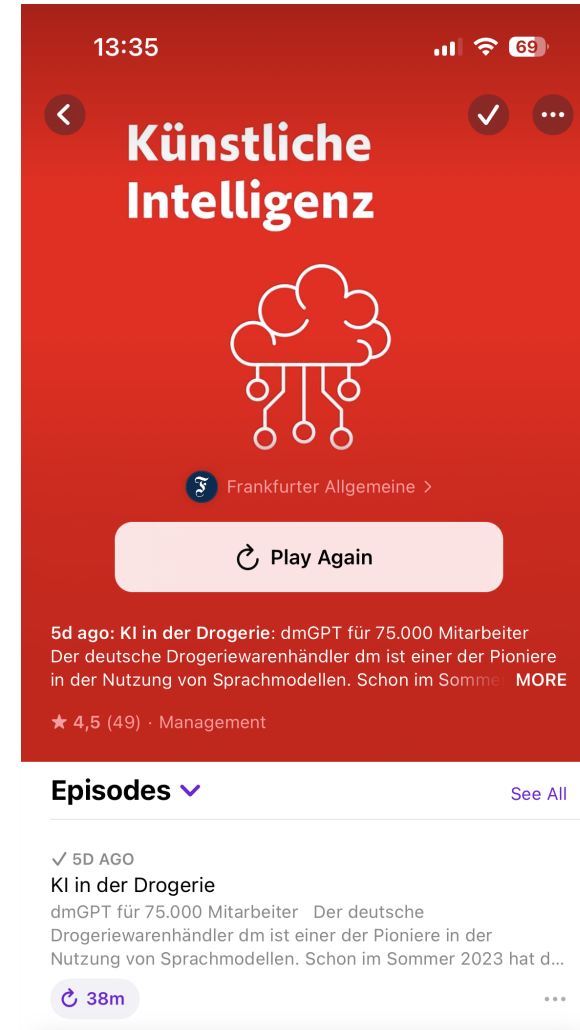 13:35
69
Künstliche
Intelligenz
Frankfurter Allgemeine
Play Again
5d ago: KI in der Drogerie: dmGPT für 75.000 Mitarbeiter
Der deutsche Drogeriewarenhändler dm ist einer der Pioniere
in der Nutzung von Sprachmodellen. Schon im Somme MORE
4,5 (49) · Management
Episodes
See All
5D AGO
KI in der Drogerie
dmGPT für 75.000 Mitarbeiter Der deutsche
Drogeriewarenhändler dm ist einer der Pioniere in der
Nutzung von Sprachmodellen. Schon im Sommer 2023 hat d...
38m